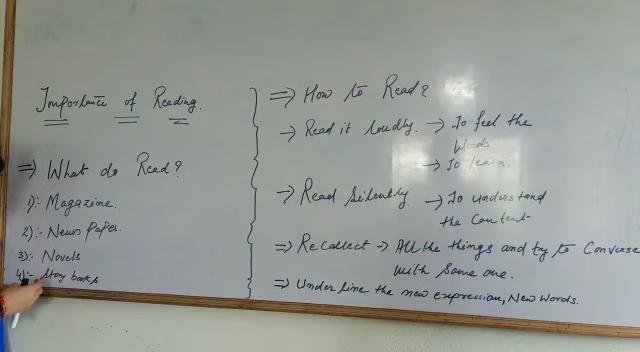 Importance of Reading.
=> What do Read?
1):- Magazine.
2):- News Paper.
3):- Novels
4):- Story books
=> How to Read?
→ Read it loudly. → To feel the
Words
→ To learn.
→ Read Silently → To understand
the Content
=> Recollect → All the things and try to Converse
with Some one.
=> Under line the new expression, New Words.